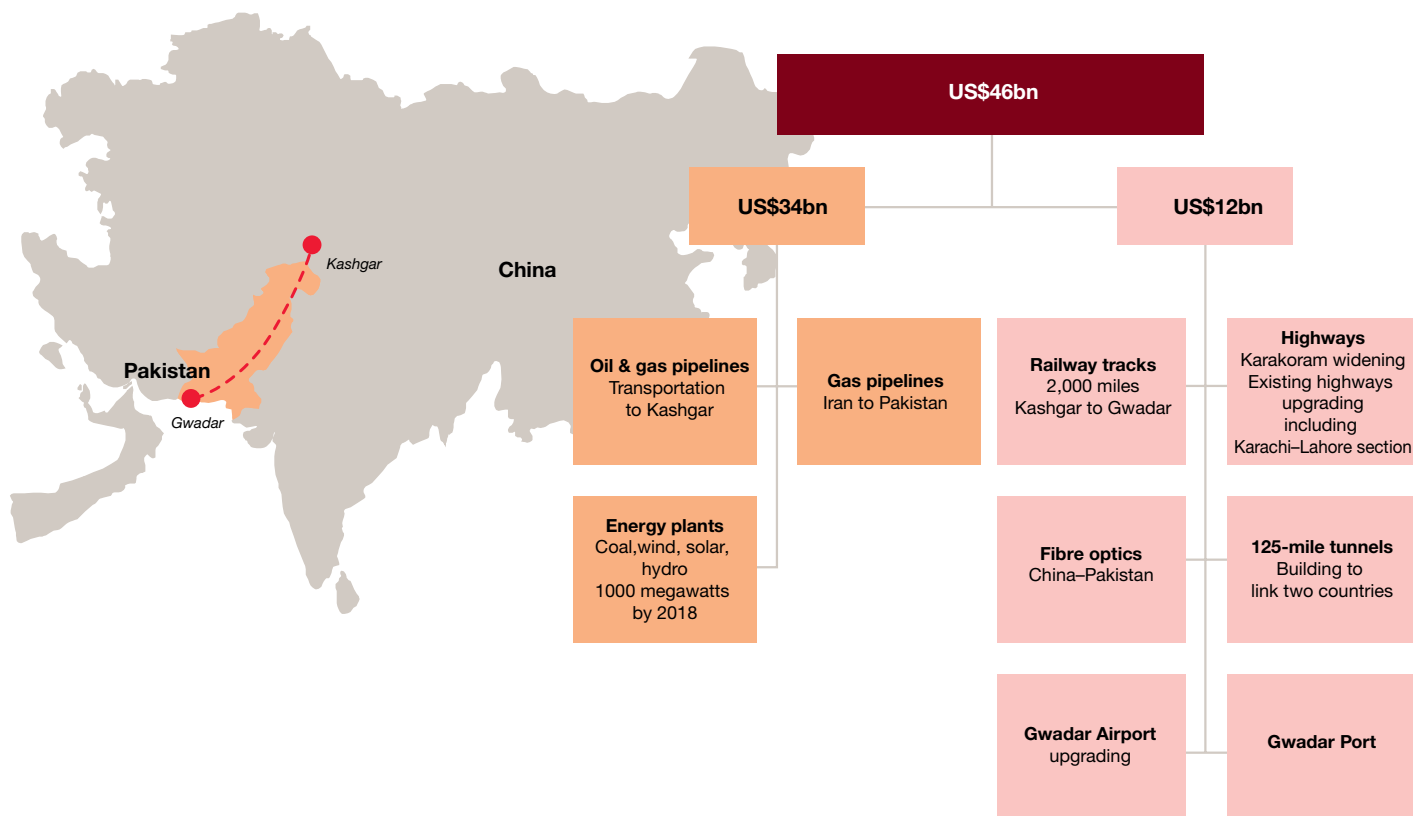 US$46bn
US$34bn
US$12bn
Kashgar
China
Pakistan
Gwadar
Oil & gas pipelines
Transportation
to Kashgar
Gas pipelines
Iran to Pakistan
Railway tracks
2,000 miles
Kashgar to Gwadar
Highways
Karakoram widening
Existing highways
upgrading
including
Karachi–Lahore section
Energy plants
Coal,wind, solar,
hydro
1000 megawatts
by 2018
Fibre optics
China–Pakistan
125-mile tunnels
Building to
link two countries
Gwadar Airport
upgrading
Gwadar Port